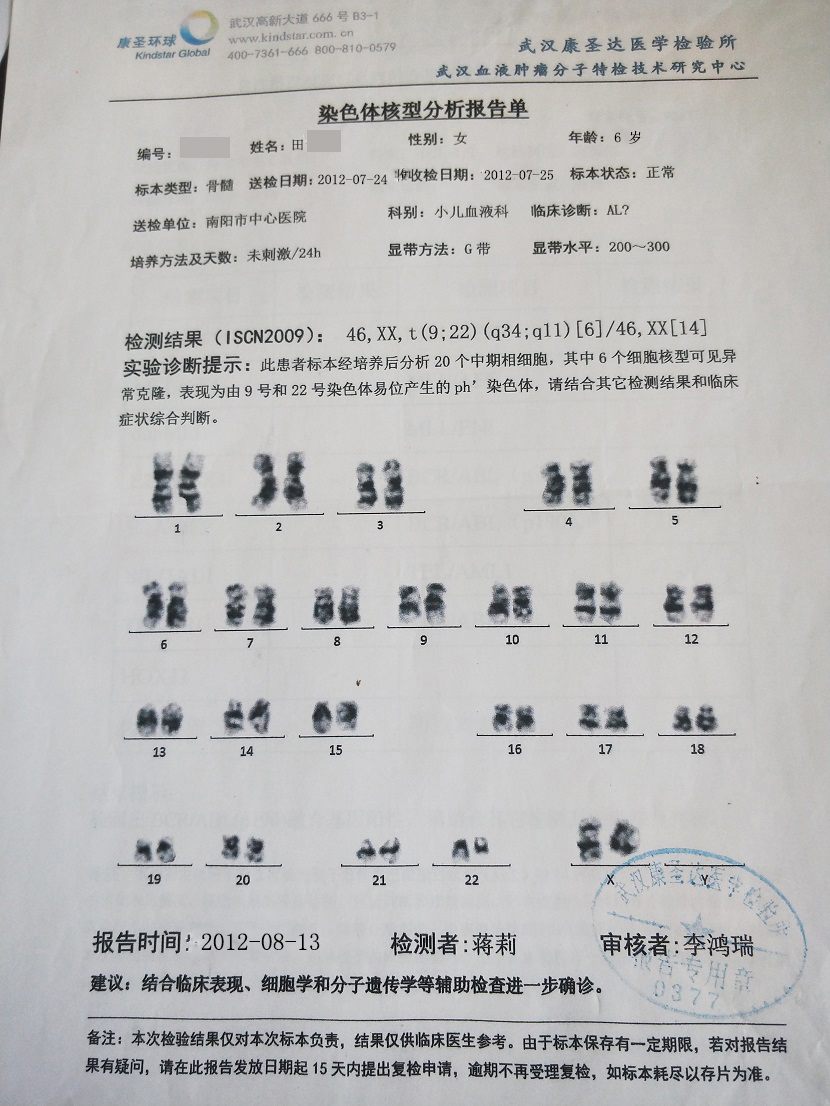 康圣环球
Kindstar Global
武汉高新大道 666 号 B3-1
www.kindstar.com.cn
400-7361-666 800-810-0579
武汉康圣达医学检验所
武汉血液肿瘤分子特检技术研究中心
染色体核型分析报告单
编号： 姓名：田 性别：女 年龄：6 岁
标本类型：骨髓 送检日期：2012-07-24 收检日期：2012-07-25 标本状态：正常
送检单位：南阳市中心医院 科别：小儿血液科 临床诊断：AL?
培养方法及天数：未刺激/24h 显带方法：G 带 显带水平：200～300
检测结果（ISCN2009）： 46,XX,t(9;22)(q34;q11)[6]/46,XX[14]
实验诊断提示：此患者标本经培养后分析 20 个中期相细胞，其中 6 个细胞核型可见异
常克隆，表现为由 9 号和 22 号染色体易位产生的 ph’ 染色体，请结合其它检测结果和临床
症状综合判断。
1 2 3 4 5
6 7 8 9 10 11 12
13 14 15 16 17 18
19 20 21 22 X Y
报告时间：2012-08-13 检测者：蒋莉 审核者：李鸿瑞
武汉康圣达医学检验所
报告专用章
0377
建议：结合临床表现、细胞学和分子遗传学等辅助检查进一步确诊。
备注：本次检验结果仅对本次标本负责，结果仅供临床医生参考。由于标本保存有一定期限，若对报告结
果有疑问，请在此报告发放日期起 15 天内提出复检申请，逾期不再受理复检，如标本耗尽以存片为准。